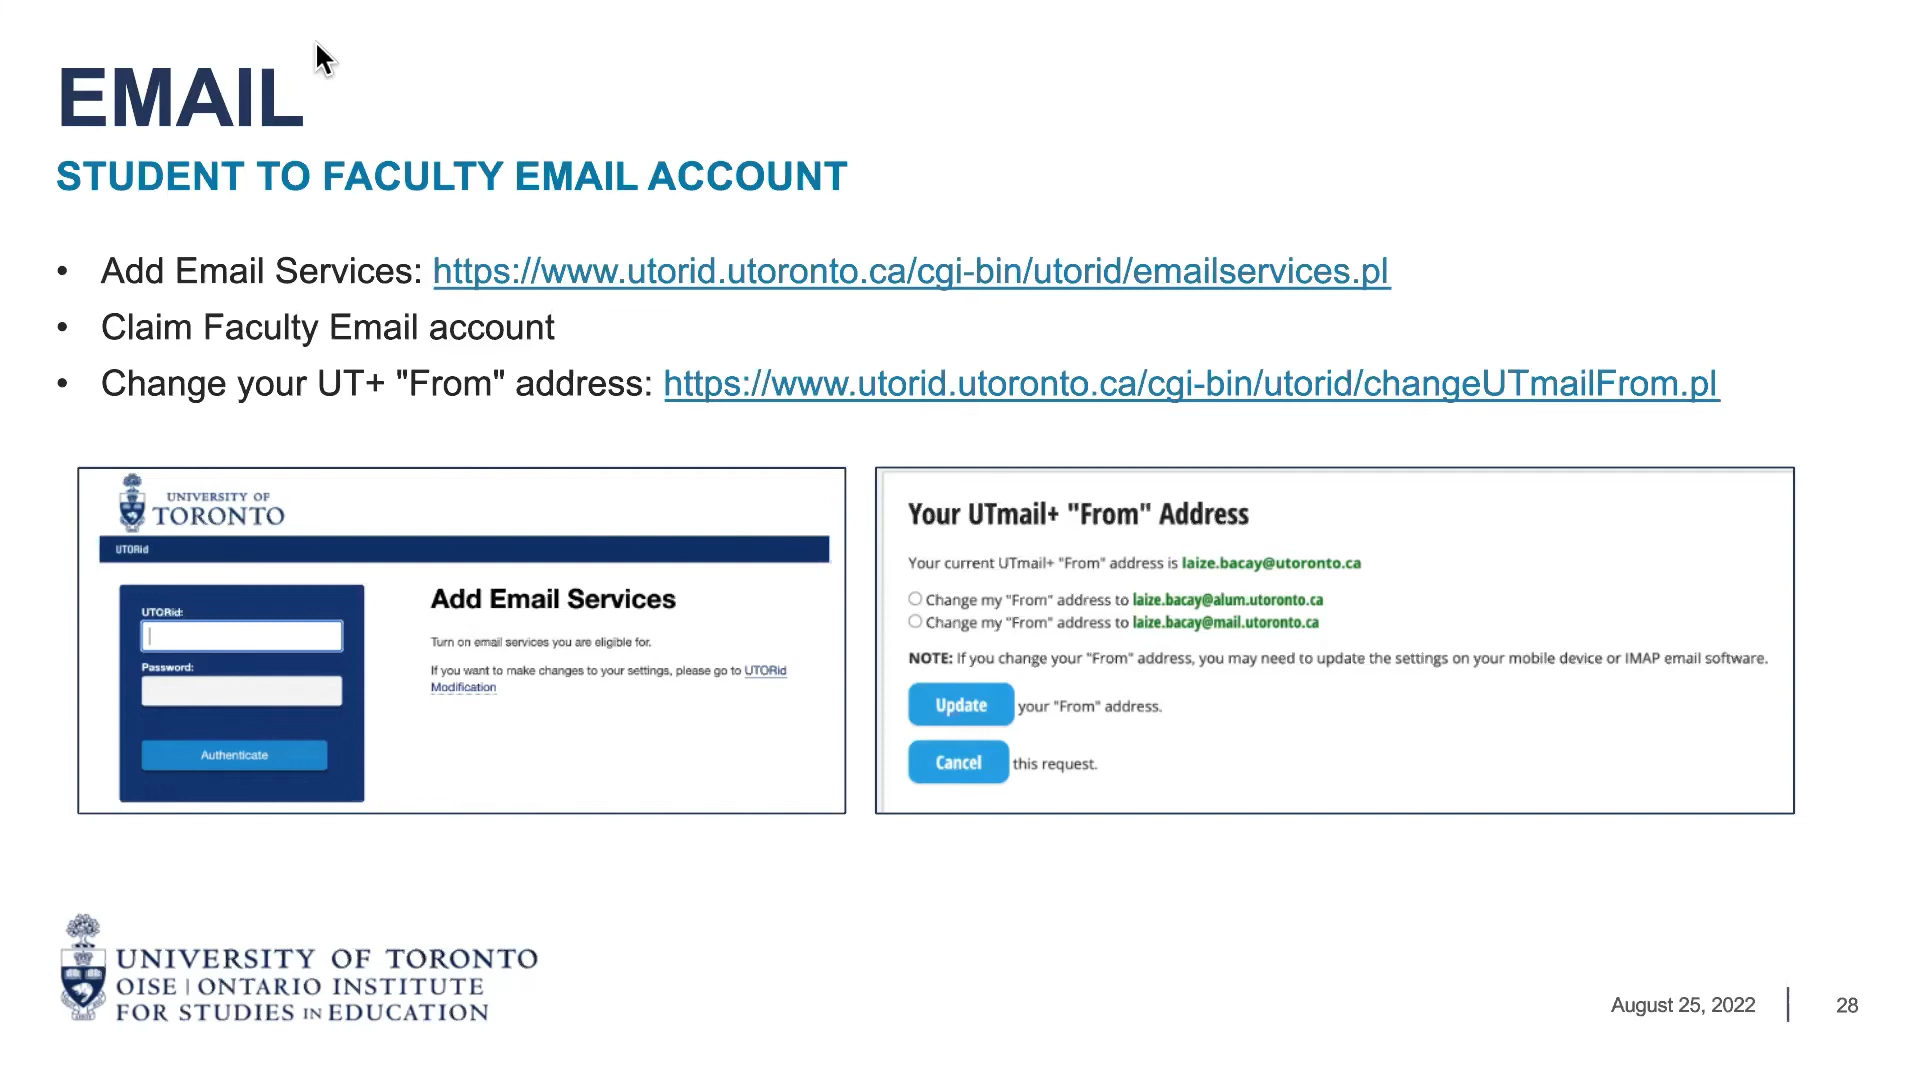 EMAIL
STUDENT TO FACULTY EMAIL ACCOUNT
• Add Email Services: https://www.utorid.utoronto.ca/cgi-bin/utorid/emailservices.pl
• Claim Faculty Email account
• Change your UT+ "From" address: https://www.utorid.utoronto.ca/cgi-bin/utorid/changeUTmailFrom.pl
UNIVERSITY OF
TORONTO
UTORid
UTORid:
Password:
Authenticate
Add Email Services
Turn on email services you are eligible for.
If you want to make changes to your settings, please go to UTORid
Modification
Your UTmail+ "From" Address
Your current UTmail+ "From" address is laize.bacay@utoronto.ca
Change my "From" address to laize.bacay@alum.utoronto.ca
Change my "From" address to laize.bacay@mail.utoronto.ca
NOTE: If you change your "From" address, you may need to update the settings on your mobile device or IMAP email software.
Update your "From" address.
Cancel this request.
UNIVERSITY OF TORONTO
OISE | ONTARIO INSTITUTE
FOR STUDIES IN EDUCATION
August 25, 2022
28